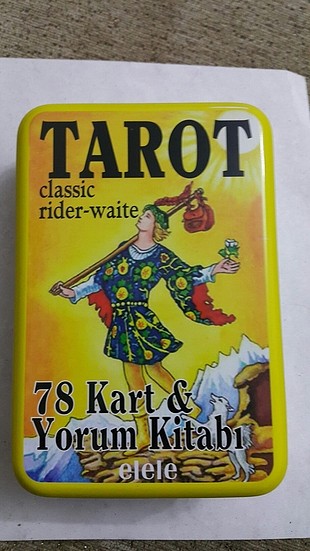 TAROT
classic
rider-waite
78 Kart &
Yorum Kitabı
elele